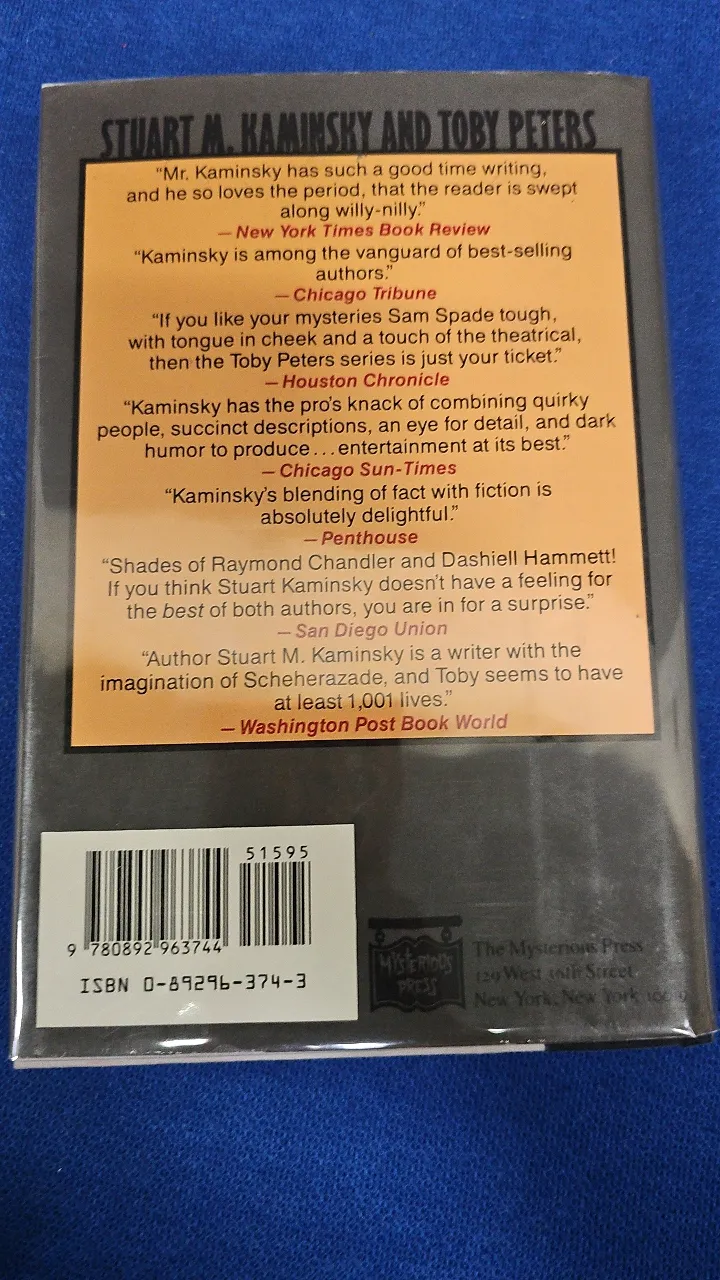 STUART M. KAMINSKY AND TOBY PETERS
“Mr. Kaminsky has such a good time writing,
and he so loves the period, that the reader is swept
along willy-nilly.”
—New York Times Book Review
“Kaminsky is among the vanguard of best-selling
authors.”
—Chicago Tribune
“If you like your mysteries Sam Spade tough,
with tongue in cheek and a touch of the theatrical,
then the Toby Peters series is just your ticket.”
—Houston Chronicle
“Kaminsky has the pro’s knack of combining quirky
people, succinct descriptions, an eye for detail, and dark
humor to produce...entertainment at its best.”
—Chicago Sun-Times
“Kaminsky’s blending of fact with fiction is
absolutely delightful.”
—Penthouse
“Shades of Raymond Chandler and Dashiell Hammett!
If you think Stuart Kaminsky doesn’t have a feeling for
the best of both authors, you are in for a surprise.”
—San Diego Union
“Author Stuart M. Kaminsky is a writer with the
imagination of Scheherazade, and Toby seems to have
at least 1,001 lives.”
—Washington Post Book World
51595
9 780892 963744
ISBN 0-89296-374-3
MYSTERIOUS
PRESS
The Mysterious Press
129 West 56th Street
New York, New York